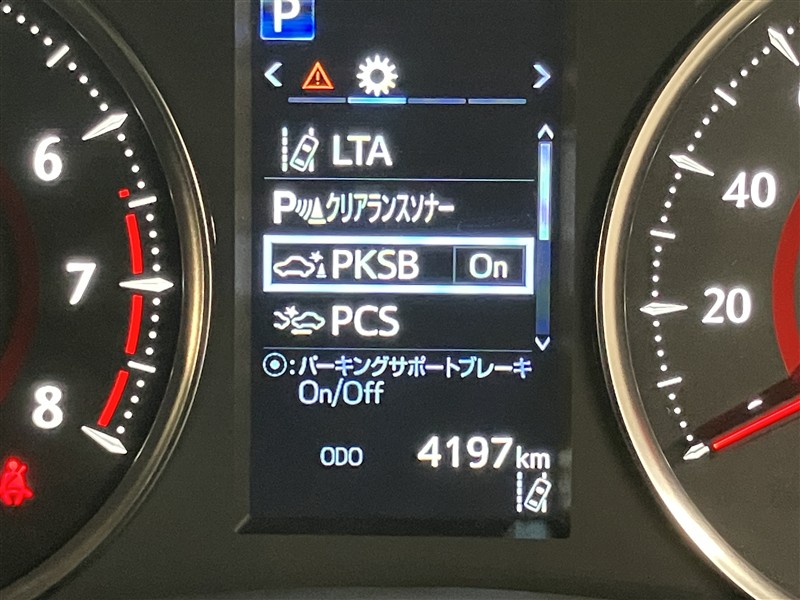 P
LTA
P クリアランスソナー
PKSB On
PCS
⦿:パーキングサポートブレーキ
On/Off
ODO 4197km
6
7
8
40
20